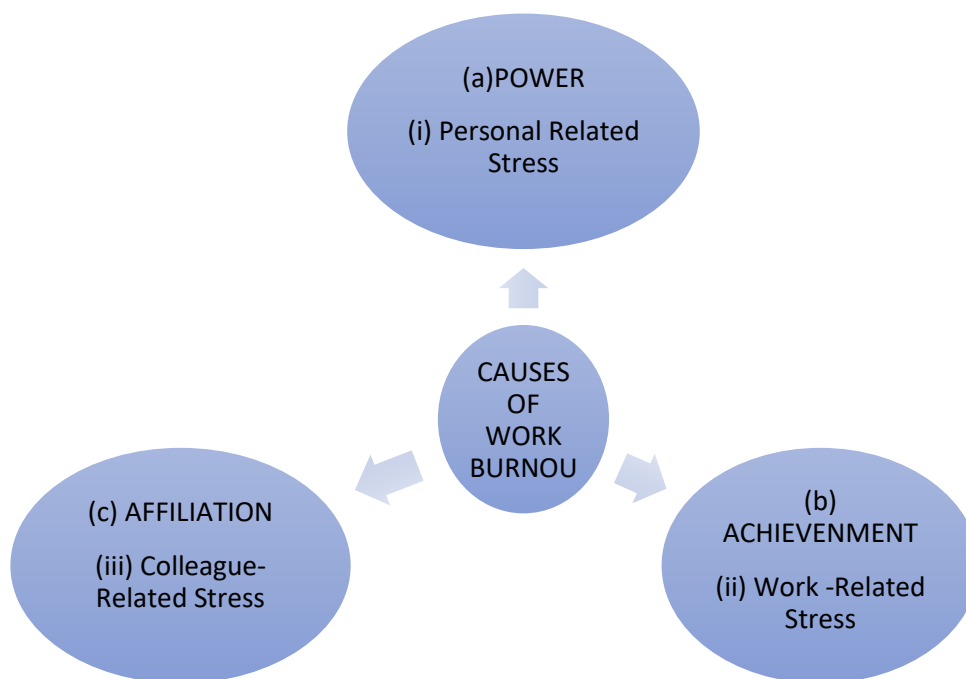 (a)POWER
(i) Personal Related
Stress
CAUSES
OF
WORK
BURNOU
(c) AFFILIATION
(iii) Colleague-
Related Stress
(b)
ACHIEVENMENT
(ii) Work -Related
Stress